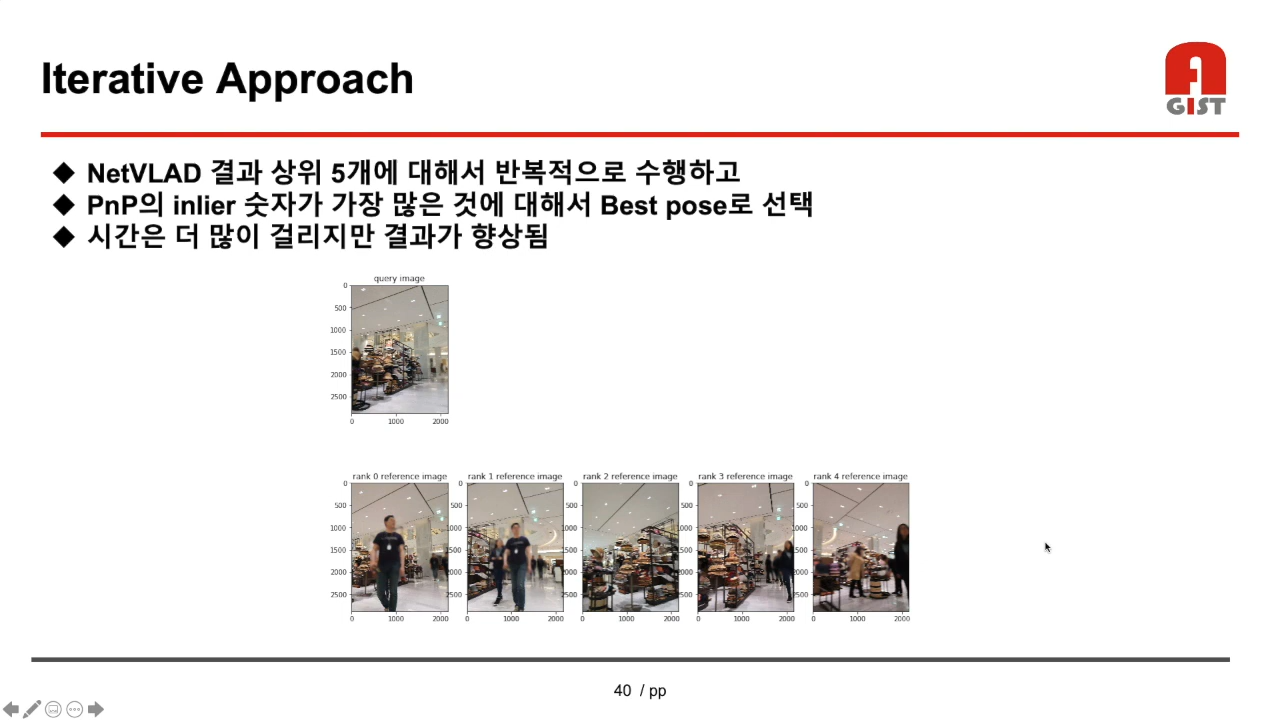 Iterative Approach
GIST
NetVLAD 결과 상위 5개에 대해서 반복적으로 수행하고
PnP의 inlier 숫자가 가장 많은 것에 대해서 Best pose로 선택
시간은 더 많이 걸리지만 결과가 향상됨
query image
0
500
1000
1500
2000
2500
0 1000 2000
rank 0 reference image rank 1 reference image rank 2 reference image rank 3 reference image rank 4 reference image
0 0 0 0 0
500 500 500 500 500
1000 1000 1000 1000 1000
1500 1500 1500 1500 1500
2000 2000 2000 2000 2000
2500 2500 2500 2500 2500
0 1000 2000 0 1000 2000 0 1000 2000 0 1000 2000 0 1000 2000
40 / pp